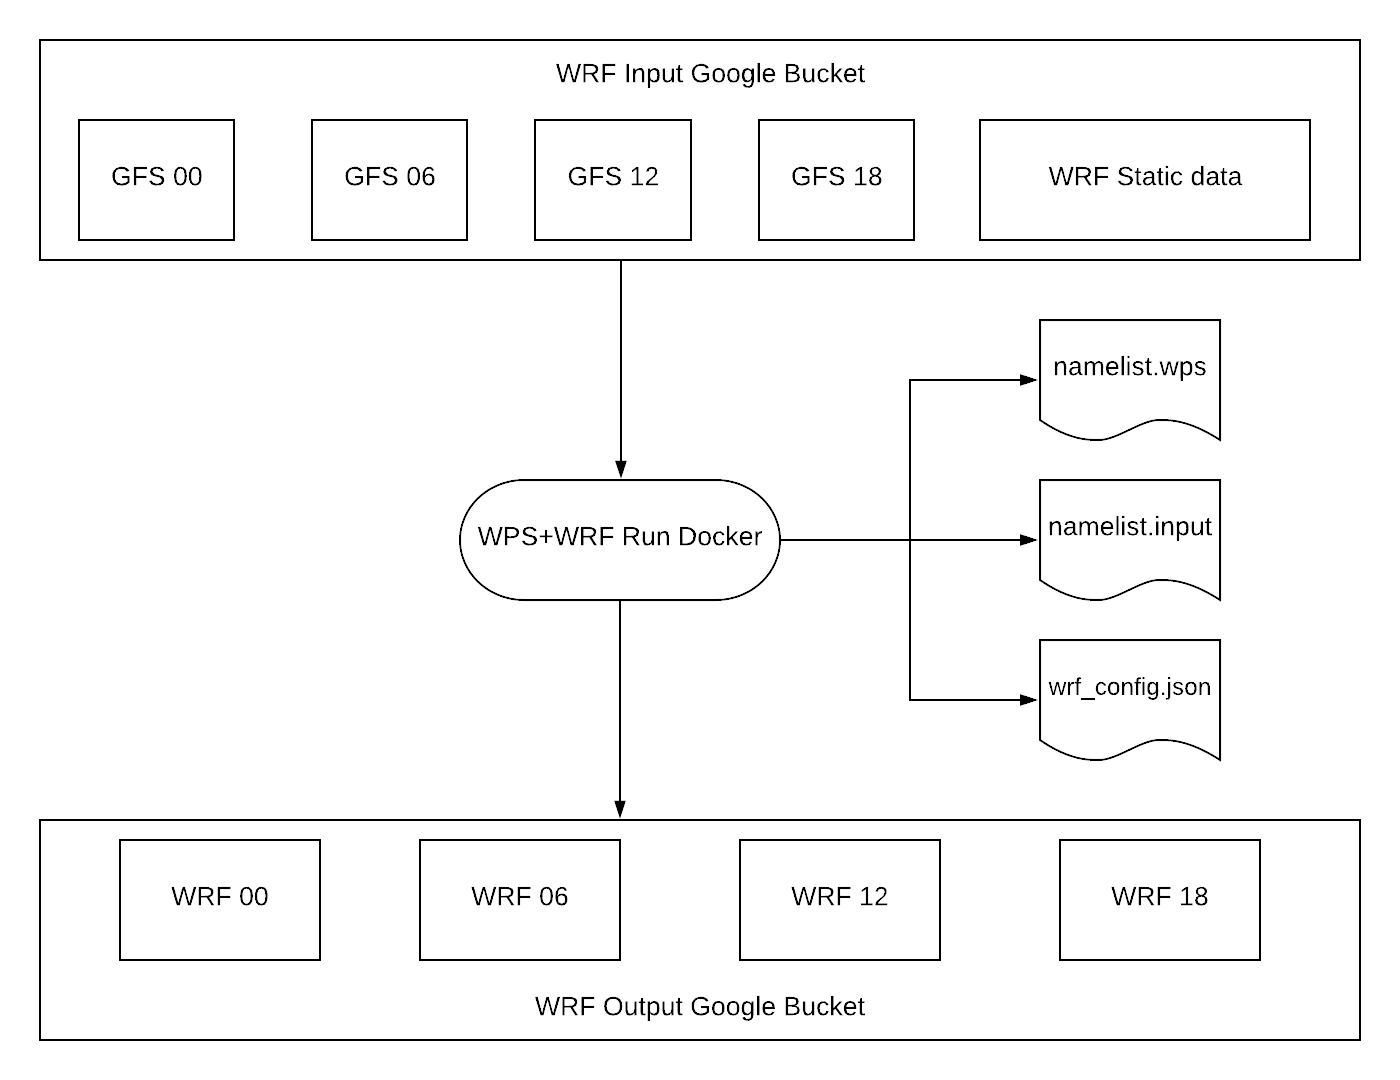 WRF Input Google Bucket
GFS 00
GFS 06
GFS 12
GFS 18
WRF Static data
namelist.wps
WPS+WRF Run Docker
namelist.input
wrf_config.json
WRF 00
WRF 06
WRF 12
WRF 18
WRF Output Google Bucket